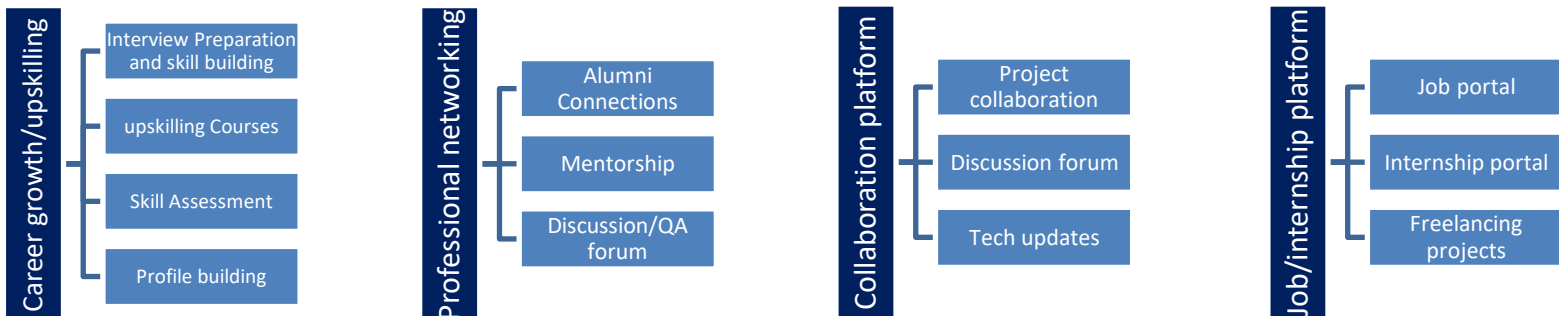 Career growth/upskilling
Interview Preparation
and skill building
upskilling Courses
Skill Assessment
Profile building
Professional networking
Alumni
Connections
Mentorship
Discussion/QA
forum
Collaboration platform
Project
collaboration
Discussion forum
Tech updates
Job/internship platform
Job portal
Internship portal
Freelancing
projects